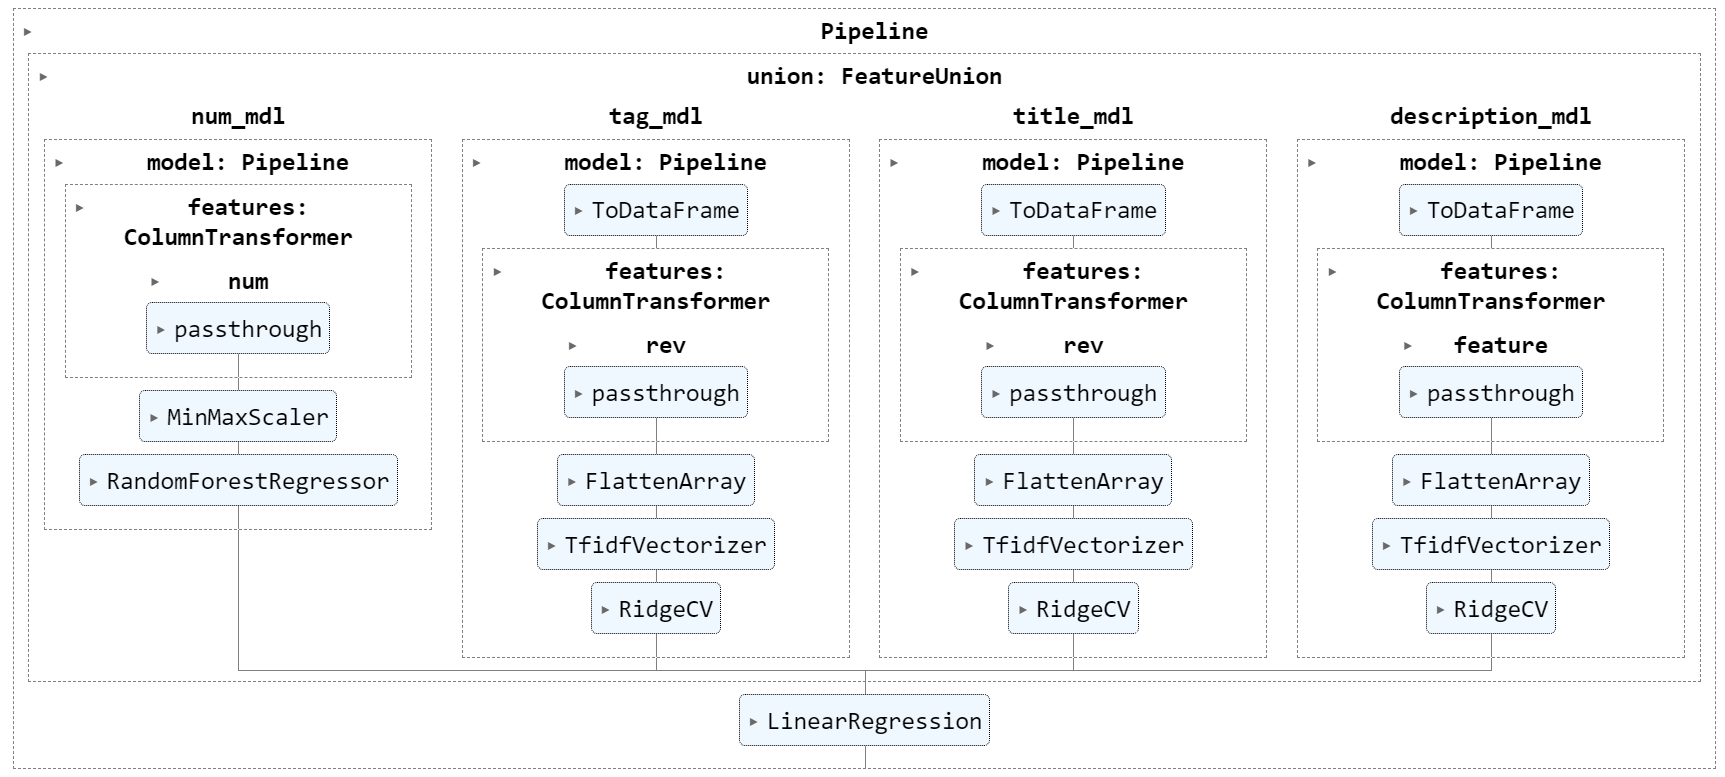 Pipeline
union: FeatureUnion
num_mdl
model: Pipeline
features:
ColumnTransformer
num
passthrough
MinMaxScaler
RandomForestRegressor
tag_mdl
model: Pipeline
ToDataFrame
features:
ColumnTransformer
rev
passthrough
FlattenArray
TfidfVectorizer
RidgeCV
title_mdl
model: Pipeline
ToDataFrame
features:
ColumnTransformer
rev
passthrough
FlattenArray
TfidfVectorizer
RidgeCV
description_mdl
model: Pipeline
ToDataFrame
features:
ColumnTransformer
feature
passthrough
FlattenArray
TfidfVectorizer
RidgeCV
LinearRegression